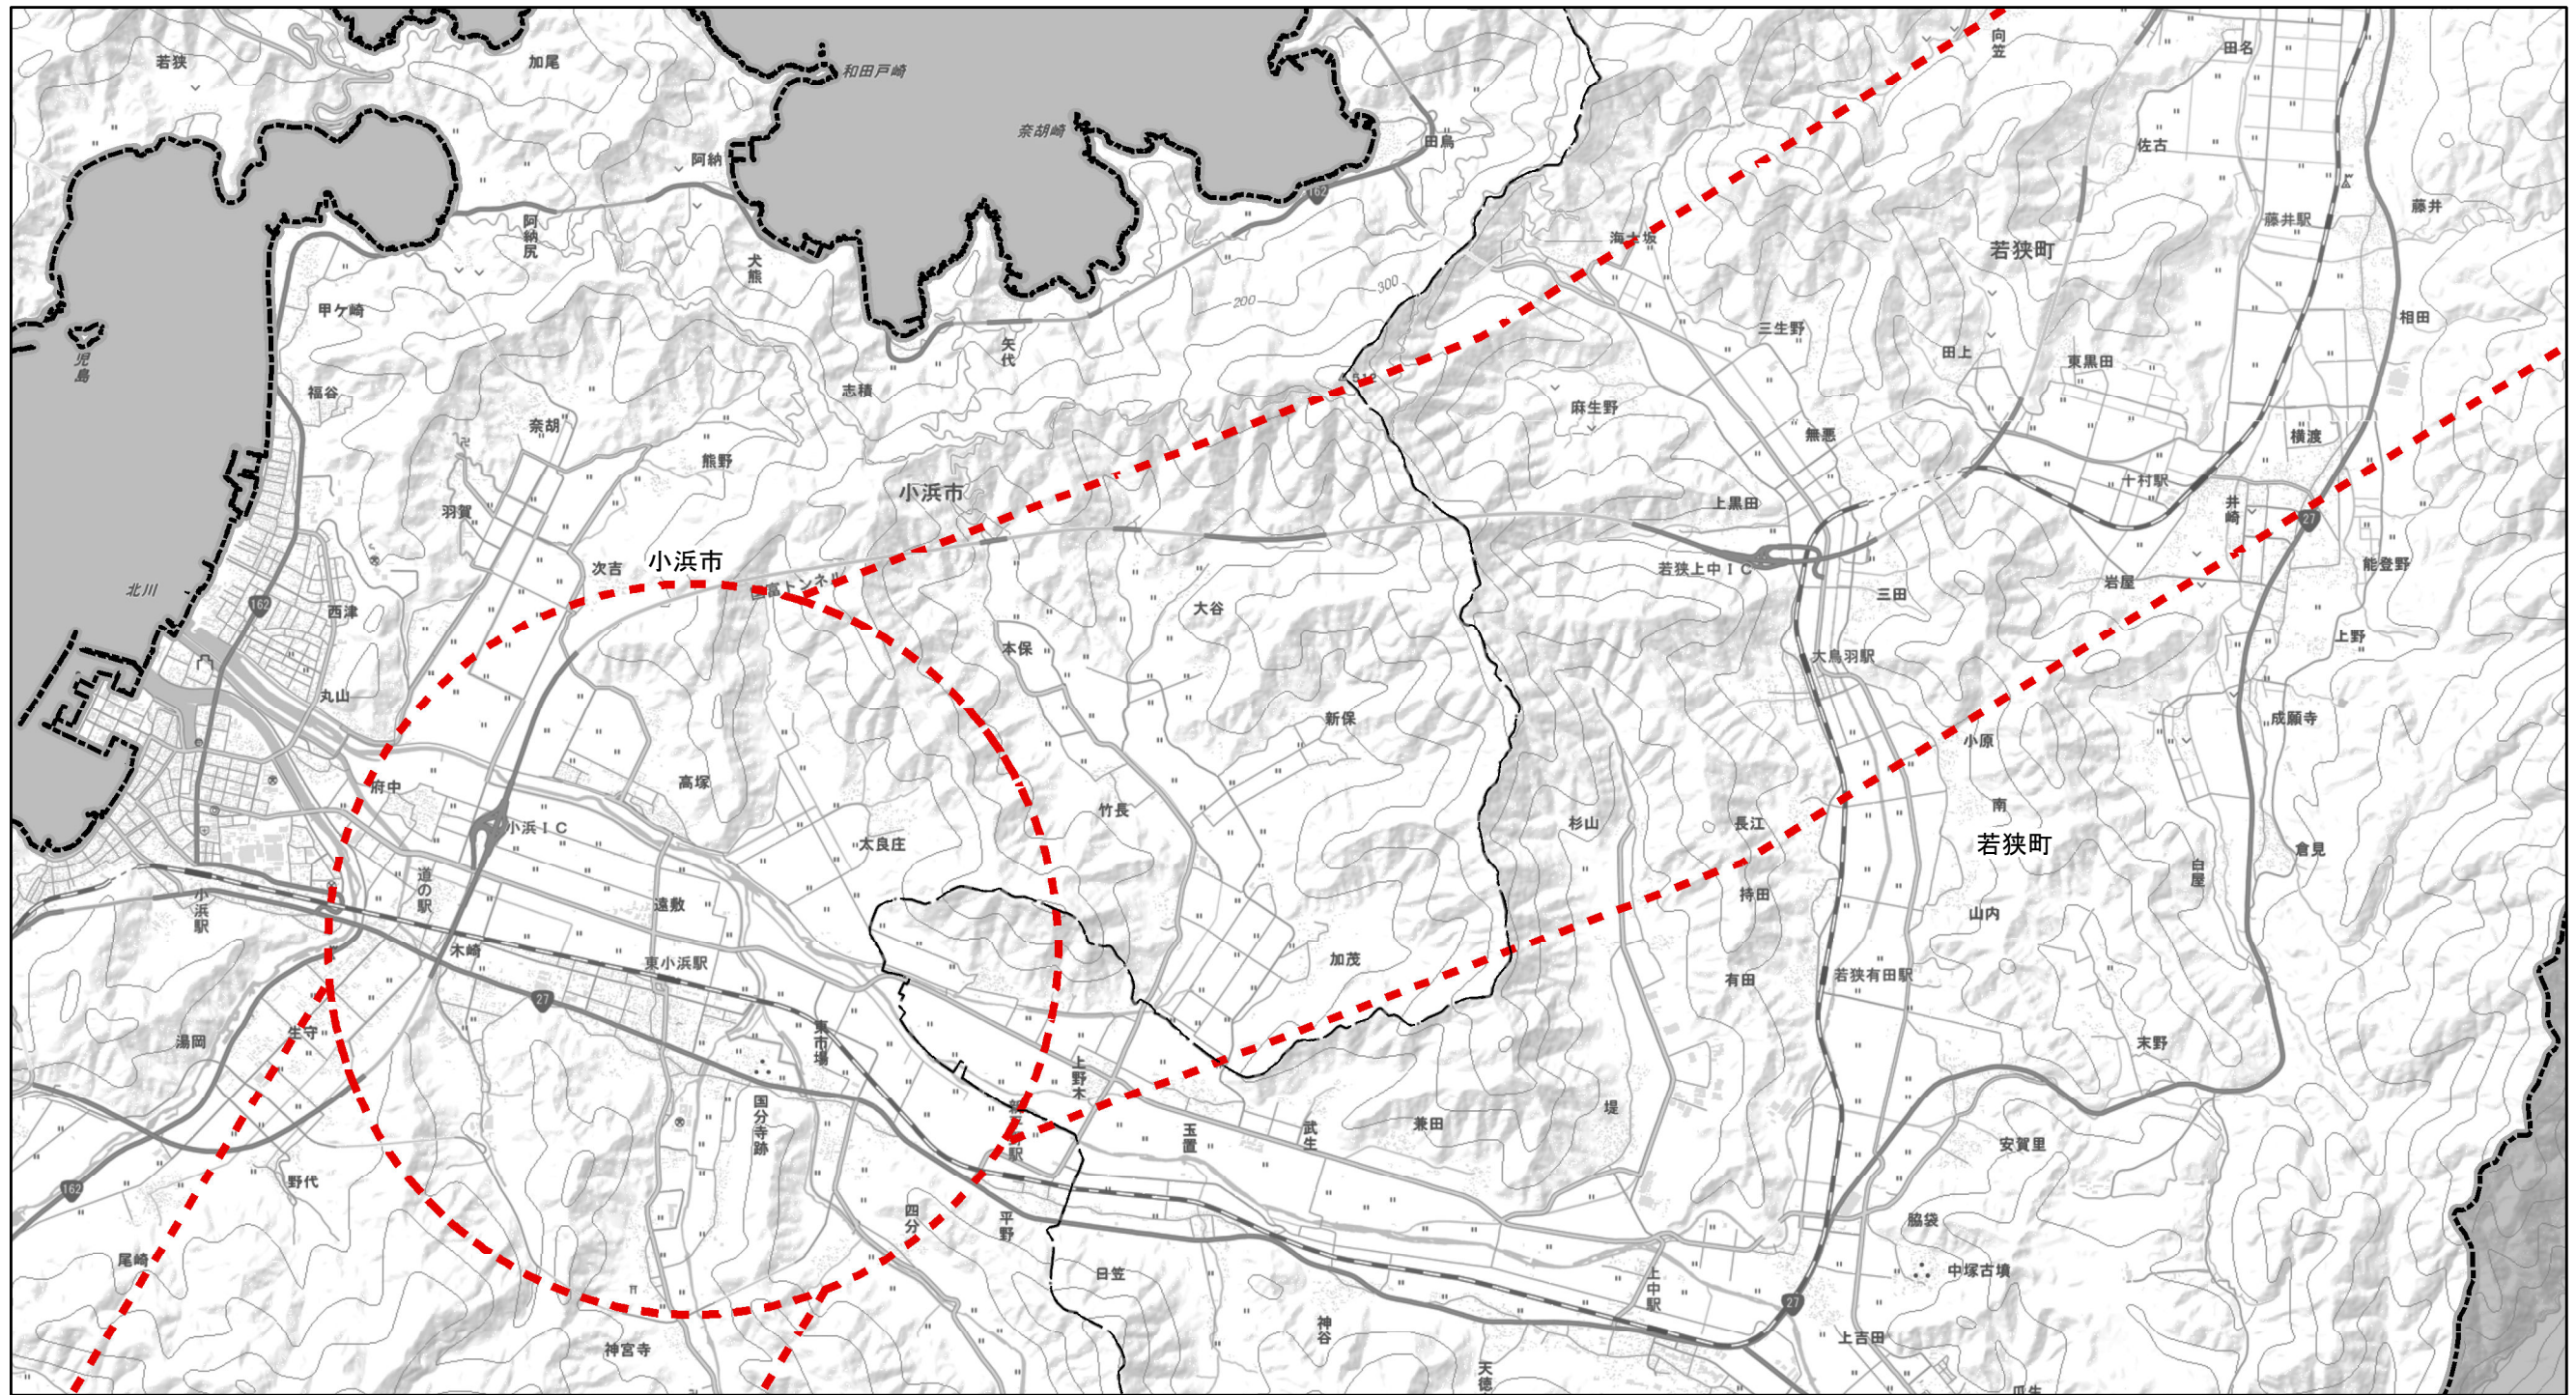 若狭
加尾
和田戸崎
向笠
田名
奈胡崎
田烏
佐古
阿納
162
阿納尻
藤井
藤井駅
犬熊
海士坂
若狭町
甲ケ崎
200
300
三生野
相田
児島
矢代
田上
東黒田
福谷
志積
麻生野
奈胡
無悪
横渡
熊野
小浜市
十村駅
羽賀
上黒田
井崎
27
小浜市
次吉
若狭上中IC
能登野
北川
岩屋
三田
162
西津
大谷
上野
本保
大鳥羽駅
丸山
新保
成願寺
小原
府中
高塚
竹長
南
小浜IC
杉山
長江
若狭町
太良庄
倉見
道の駅
白屋
小浜駅
遠敷
持田
山内
木崎
東小浜駅
加茂
有田
若狭有田駅
27
生守
湯岡
東市場
末野
上野木
国分寺跡
堤
玉置
武生
兼田
安賀里
162
野代
四分一
平野
脇袋
尾崎
日笠
中塚古墳
上中駅
27
神谷
神宮寺
上吉田
天徳
瓜生